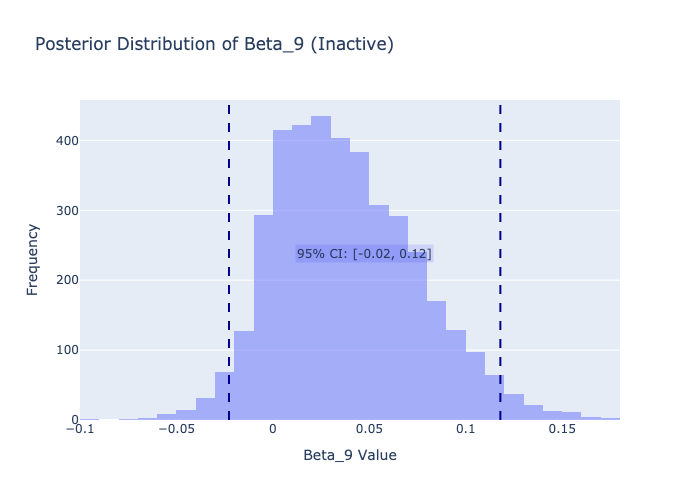 Posterior Distribution of Beta_9 (Inactive)
400
300
200
100
0
Frequency
95% CI: [-0.02, 0.12]
−0.1
−0.05
0
0.05
0.1
0.15
Beta_9 Value